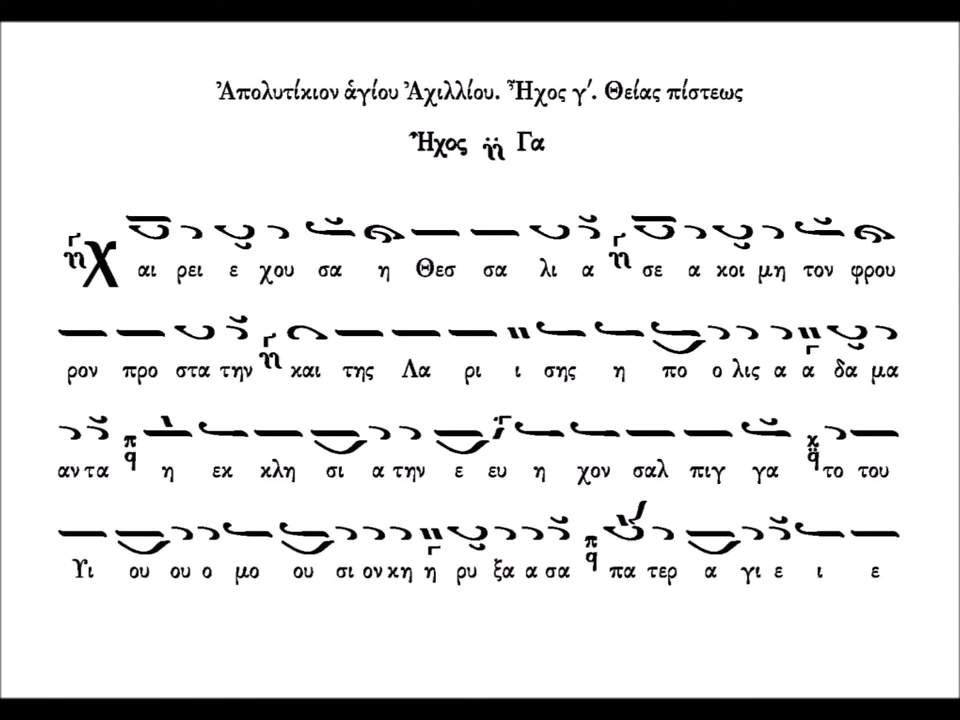 Ἀπολυτίκιον ἁγίου Ἀχιλλίου. Ἦχος γ΄. Θείας πίστεως
Ἦχος Γα
Χ αι ρει ε χου σα η Θεσ σα λι α σε α κοι μη τον φρου
ρον προ στα την και της Λα ρι ι σης η πο ο λις α α δα μα
αν τα η εκ κλη σι α την ε ευ η χον σαλ πιγ γα το του
Υι ου ου ο μο ου σι ον κη η ρυ ξα α σα πα τερ α γι ε ι ε